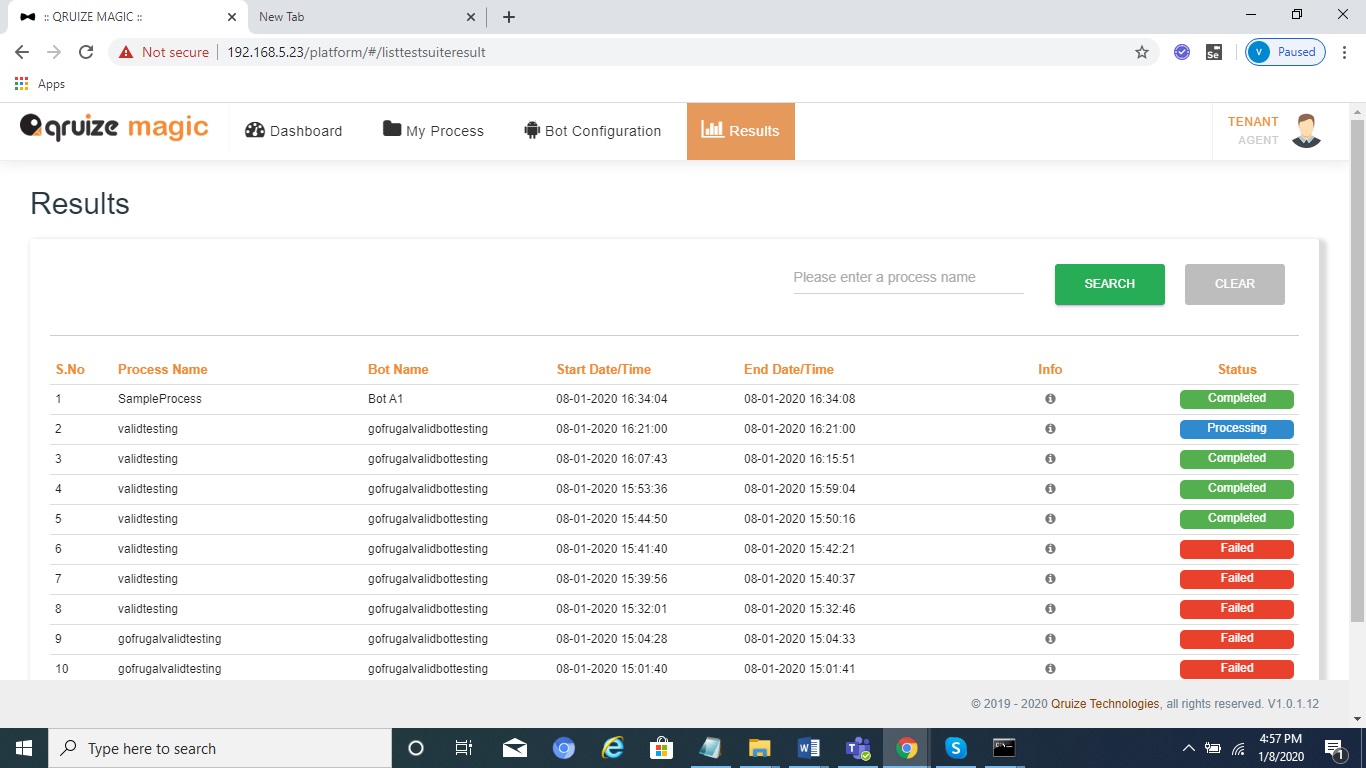 :: QRUIZE MAGIC ::
New Tab
Not secure 192.168.5.23/platform/#/listtestsuiteresult
Se
V Paused
Apps
qruize magic
Dashboard
My Process
Bot Configuration
Results
TENANT
AGENT
Results
Please enter a process name
SEARCH
CLEAR
S.No Process Name Bot Name Start Date/Time End Date/Time Info Status
1 SampleProcess Bot A1 08-01-2020 16:34:04 08-01-2020 16:34:08 Completed
2 validtesting gofrugalvalidbottesting 08-01-2020 16:21:00 08-01-2020 16:21:00 Processing
3 validtesting gofrugalvalidbottesting 08-01-2020 16:07:43 08-01-2020 16:15:51 Completed
4 validtesting gofrugalvalidbottesting 08-01-2020 15:53:36 08-01-2020 15:59:04 Completed
5 validtesting gofrugalvalidbottesting 08-01-2020 15:44:50 08-01-2020 15:50:16 Completed
6 validtesting gofrugalvalidbottesting 08-01-2020 15:41:40 08-01-2020 15:42:21 Failed
7 validtesting gofrugalvalidbottesting 08-01-2020 15:39:56 08-01-2020 15:40:37 Failed
8 validtesting gofrugalvalidbottesting 08-01-2020 15:32:01 08-01-2020 15:32:46 Failed
9 gofrugalvalidtesting gofrugalvalidbottesting 08-01-2020 15:04:28 08-01-2020 15:04:33 Failed
10 gofrugalvalidtesting gofrugalvalidbottesting 08-01-2020 15:01:40 08-01-2020 15:01:41 Failed
© 2019 - 2020 Qruize Technologies, all rights reserved. V1.0.1.12
Type here to search
4:57 PM
1/8/2020
1